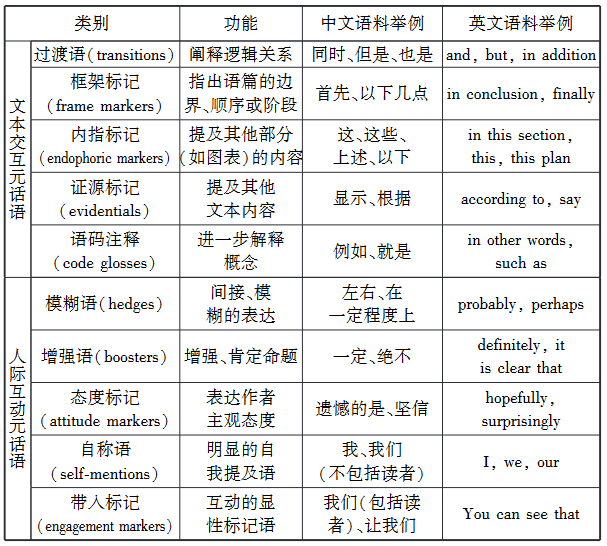 类别 功能 中文语料举例 英文语料举例
文本交互元话语
过渡语(transitions) 阐释逻辑关系 同时、但是、也是 and, but, in addition
框架标记 指出语篇的边
(frame markers) 界、顺序或阶段 首先、以下几点 in conclusion, finally
内指标记 提及其他部分 这、这些、 in this section,
(endophoric markers) (如图表)的内容 上述、以下 this, this plan
证源标记 提及其他
(evidentials) 文本内容 显示、根据 according to, say
语码注释 进一步解释 in other words,
(code glosses) 概念 例如、就是 such as
人际互动元话语
模糊语(hedges) 间接、模 左右、在 probably, perhaps
糊的表达 一定程度上
增强语(boosters) 增强、肯定命题 一定、绝不 definitely, it
is clear that
态度标记 表达作者 hopefully,
(attitude markers) 主观态度 遗憾的是、坚信 surprisingly
自称语 明显的自 我、我们
(self-mentions) 我提及语 (不包括读者) I, we, our
带入标记 互动的显 我们(包括读
(engagement markers) 性标记语 者)、让我们 You can see that